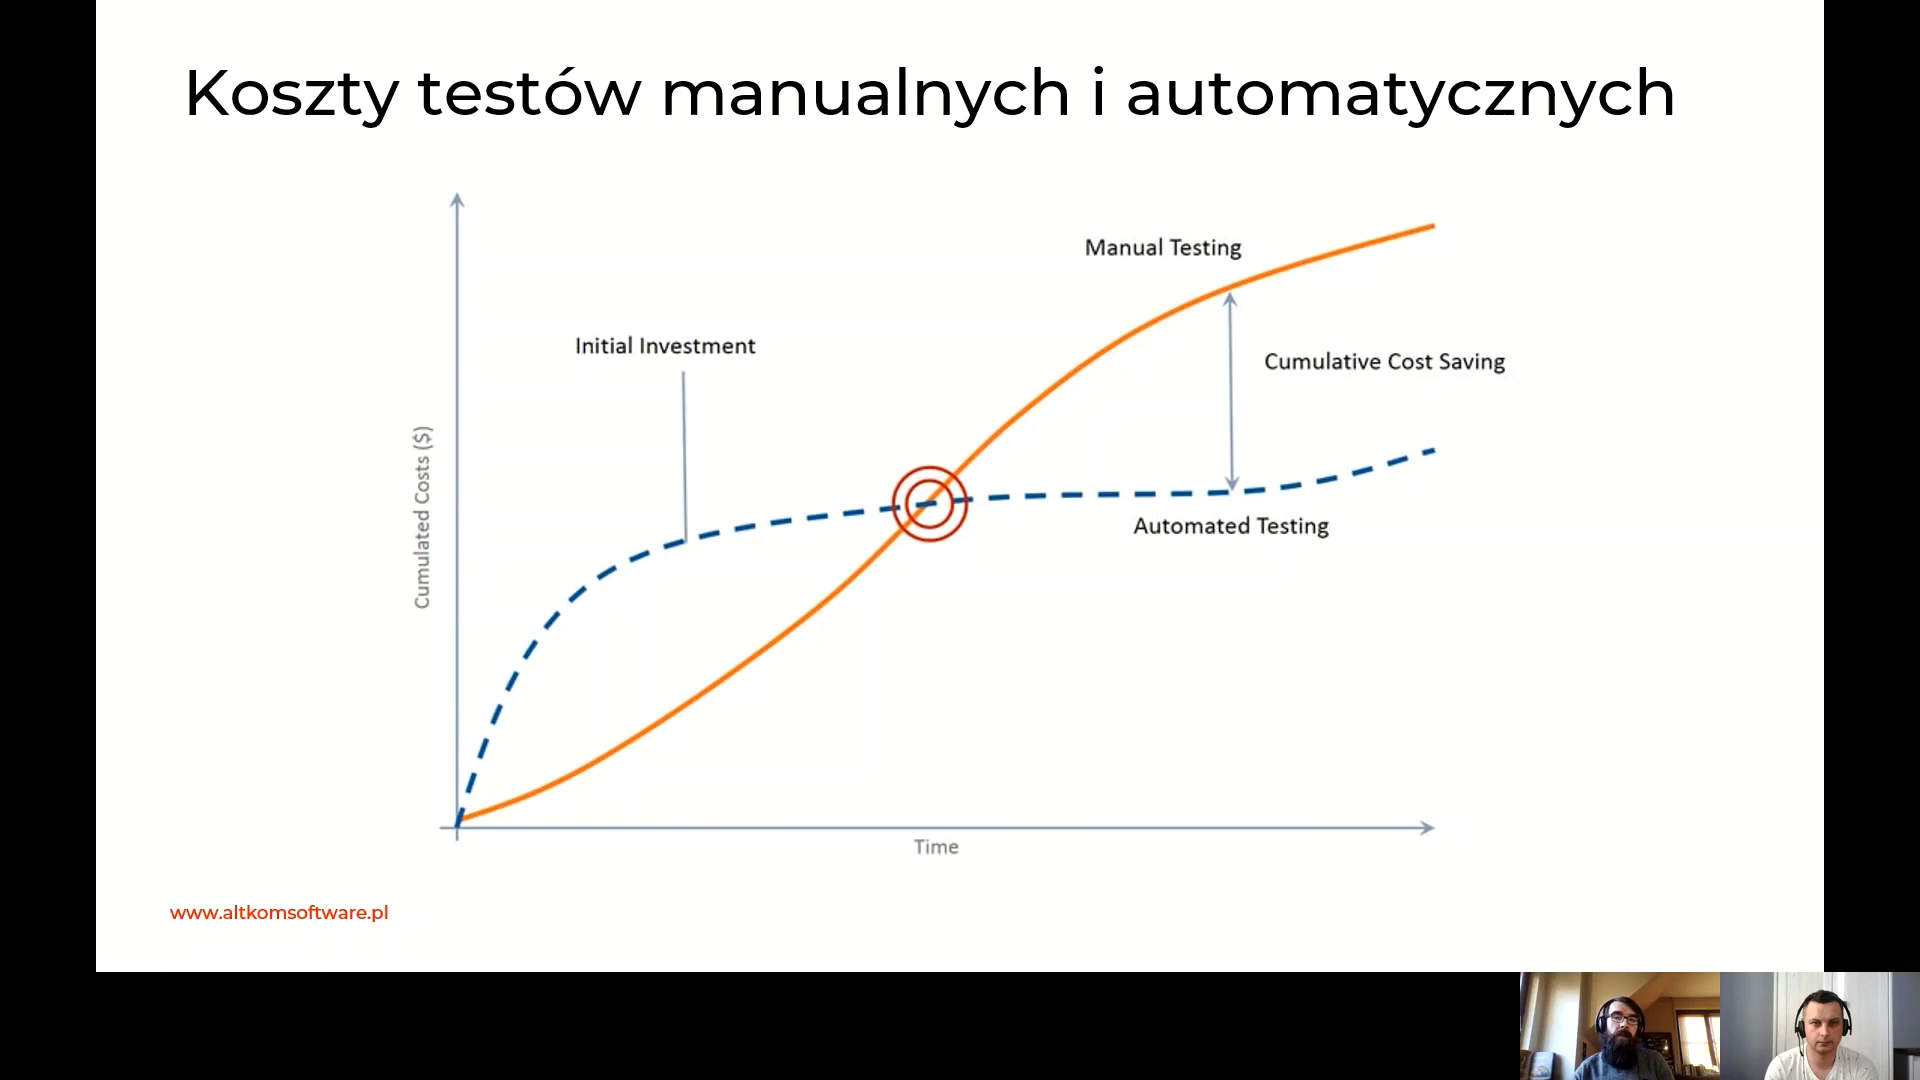 Koszty testów manualnych i automatycznych
Manual Testing
Initial Investment
Cumulative Cost Saving
Cumulated Costs ($)
Automated Testing
Time
www.altkomsoftware.pl